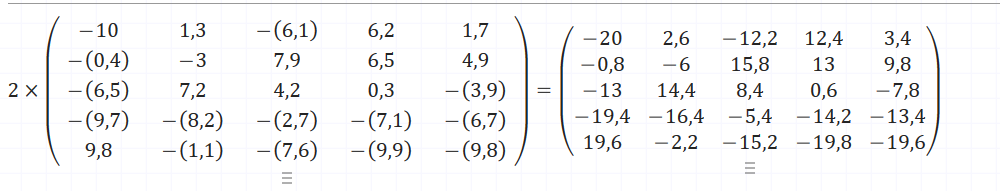 2 × ( −10 1,3 −(6,1) 6,2 1,7 ) = ( −20 2,6 −12,2 12,4 3,4 )
−(0,4) −3 7,9 6,5 4,9 −0,8 −6 15,8 13 9,8
−(6,5) 7,2 4,2 0,3 −(3,9) −13 14,4 8,4 0,6 −7,8
−(9,7) −(8,2) −(2,7) −(7,1) −(6,7) −19,4 −16,4 −5,4 −14,2 −13,4
9,8 −(1,1) −(7,6) −(9,9) −(9,8) 19,6 −2,2 −15,2 −19,8 −19,6